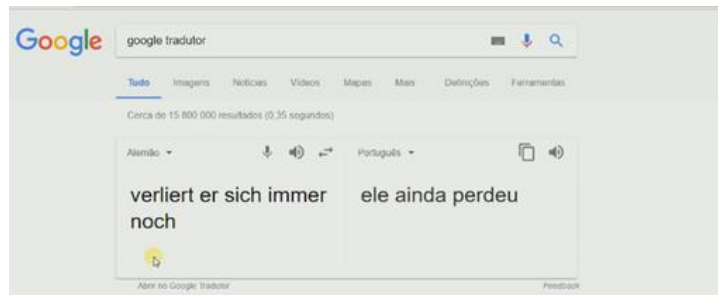 Google
google tradutor
Tudo Imagens Notícias Vídeos Mapas Mais Definições Ferramentas
Cerca de 15 800 000 resultados (0,35 segundos)
Alemão Português
verliert er sich immer ele ainda perdeu
noch
Abrir no Google Tradutor Feedback